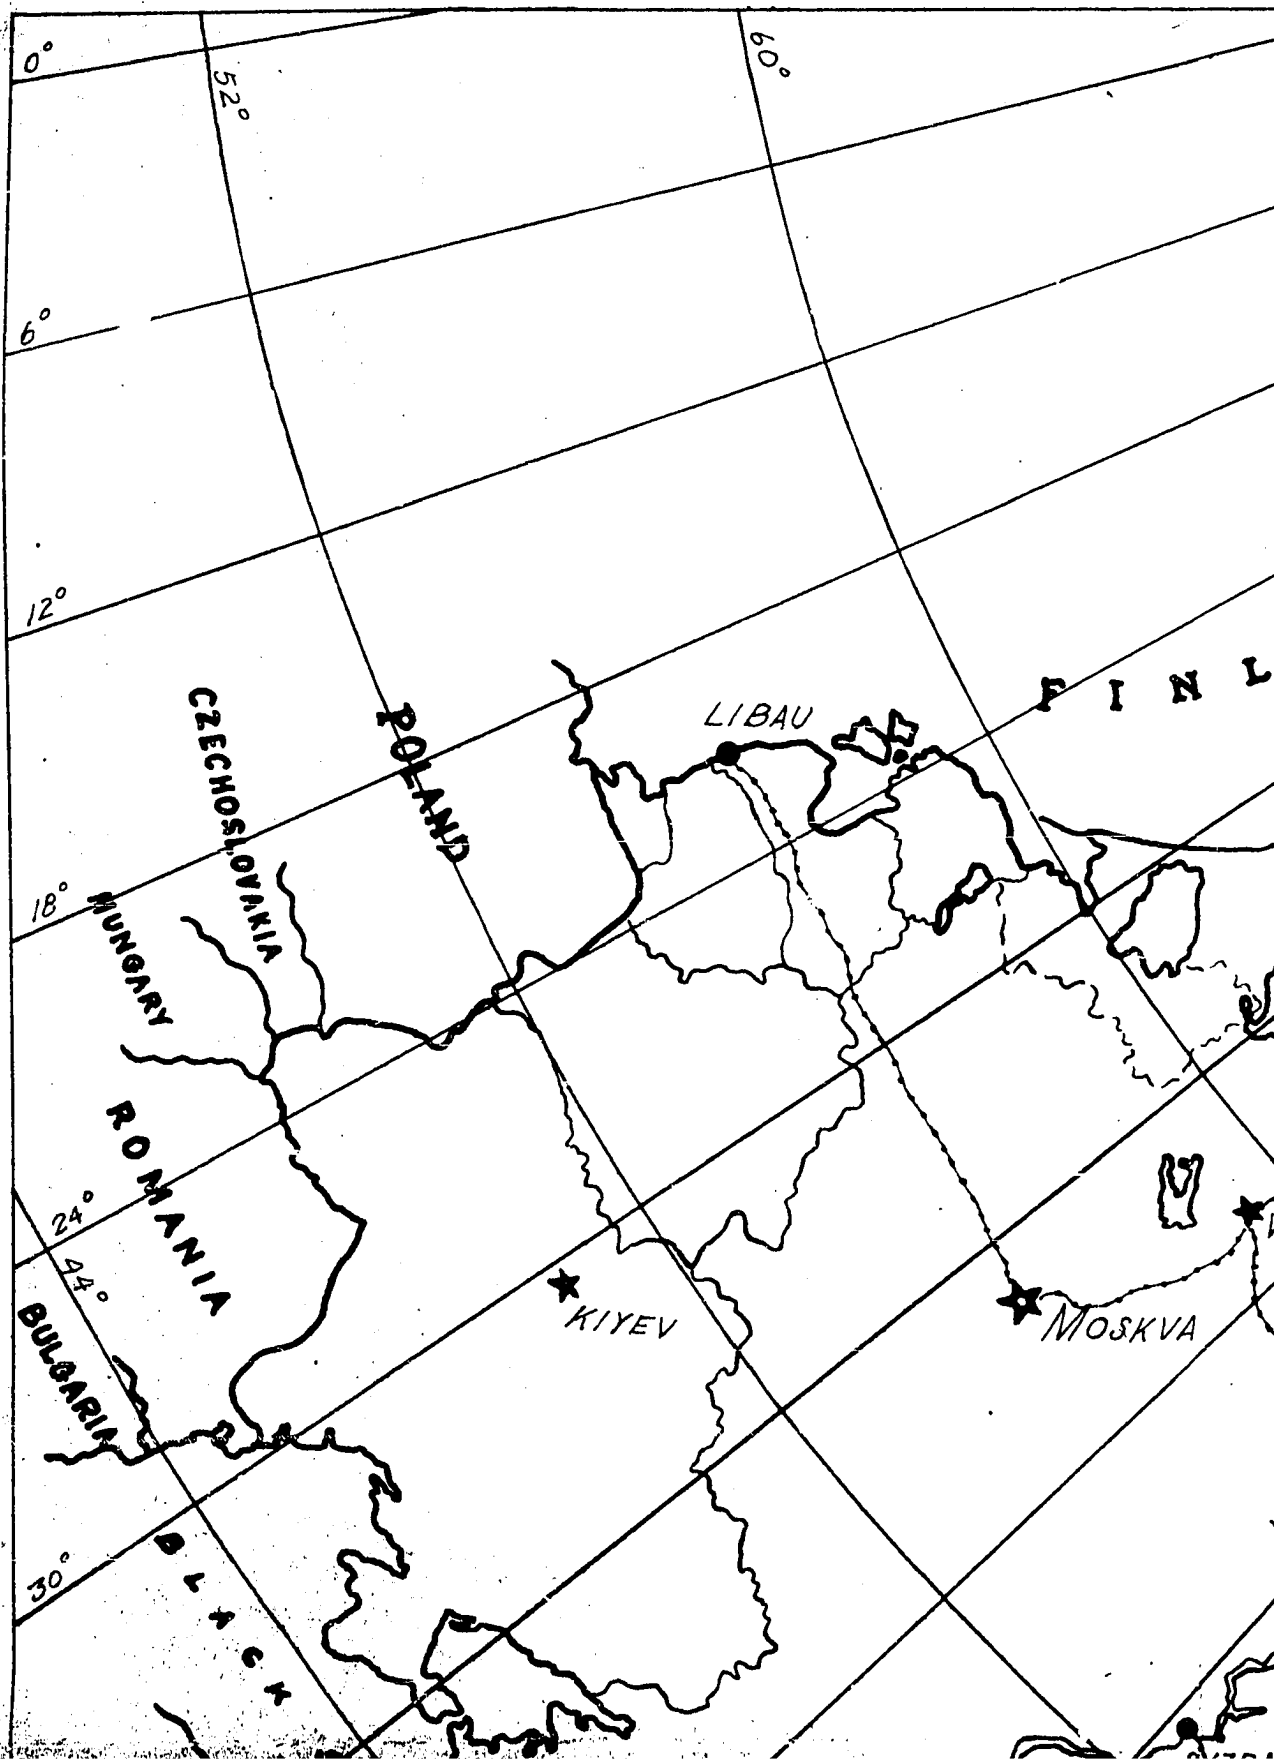 0°
52°
60°
6°
12°
FINL
CZECHOSLOVAKIA
POLAND
LIBAU
18°
HUNGARY
ROMANIA
24°
44°
BULGARIA
KIYEV
MOSKVA
30°
BLACK